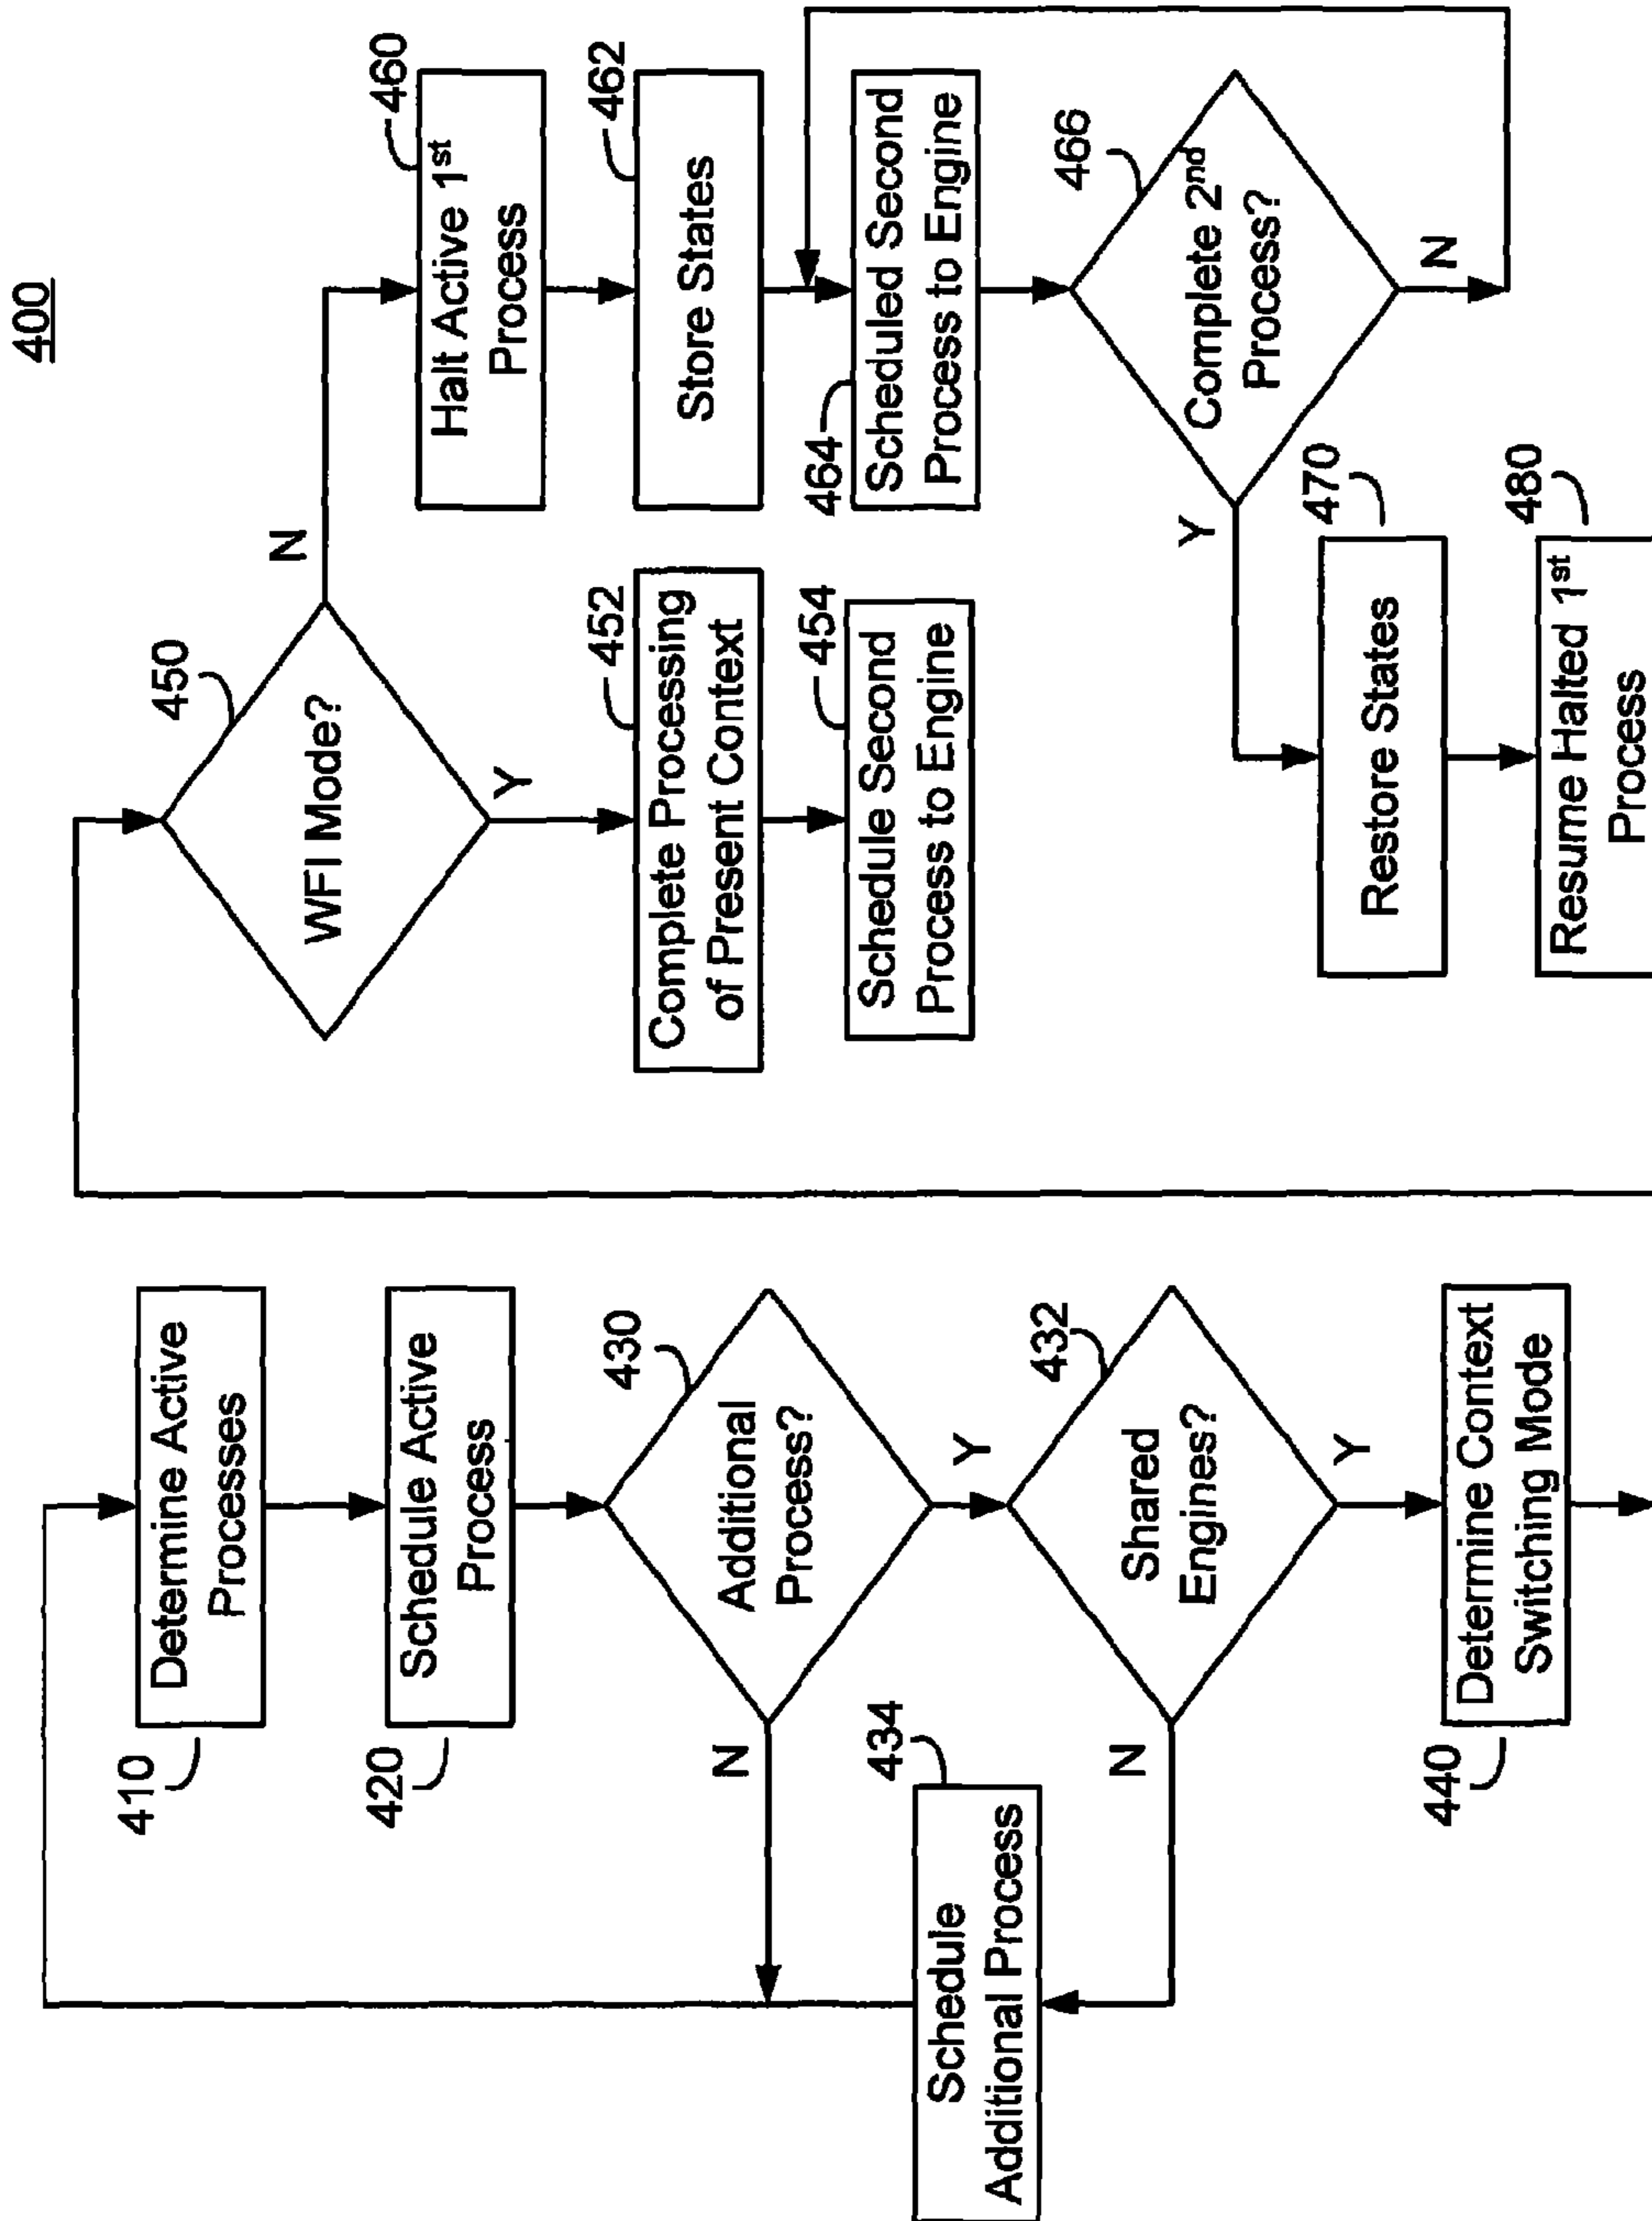 400
410
Determine Active
Processes
420
Schedule Active
Process
430
Additional
Process?
N
Y
432
Shared
Engines?
N
Y
434
Schedule
Additional Process
440
Determine Context
Switching Mode
450
WFI Mode?
N
Y
452
Complete Processing
of Present Context
454
Schedule Second
Process to Engine
460
Halt Active 1st
Process
462
Store States
464
Scheduled Second
Process to Engine
466
Complete 2nd
Process?
Y
N
470
Restore States
480
Resume Halted 1st
Process